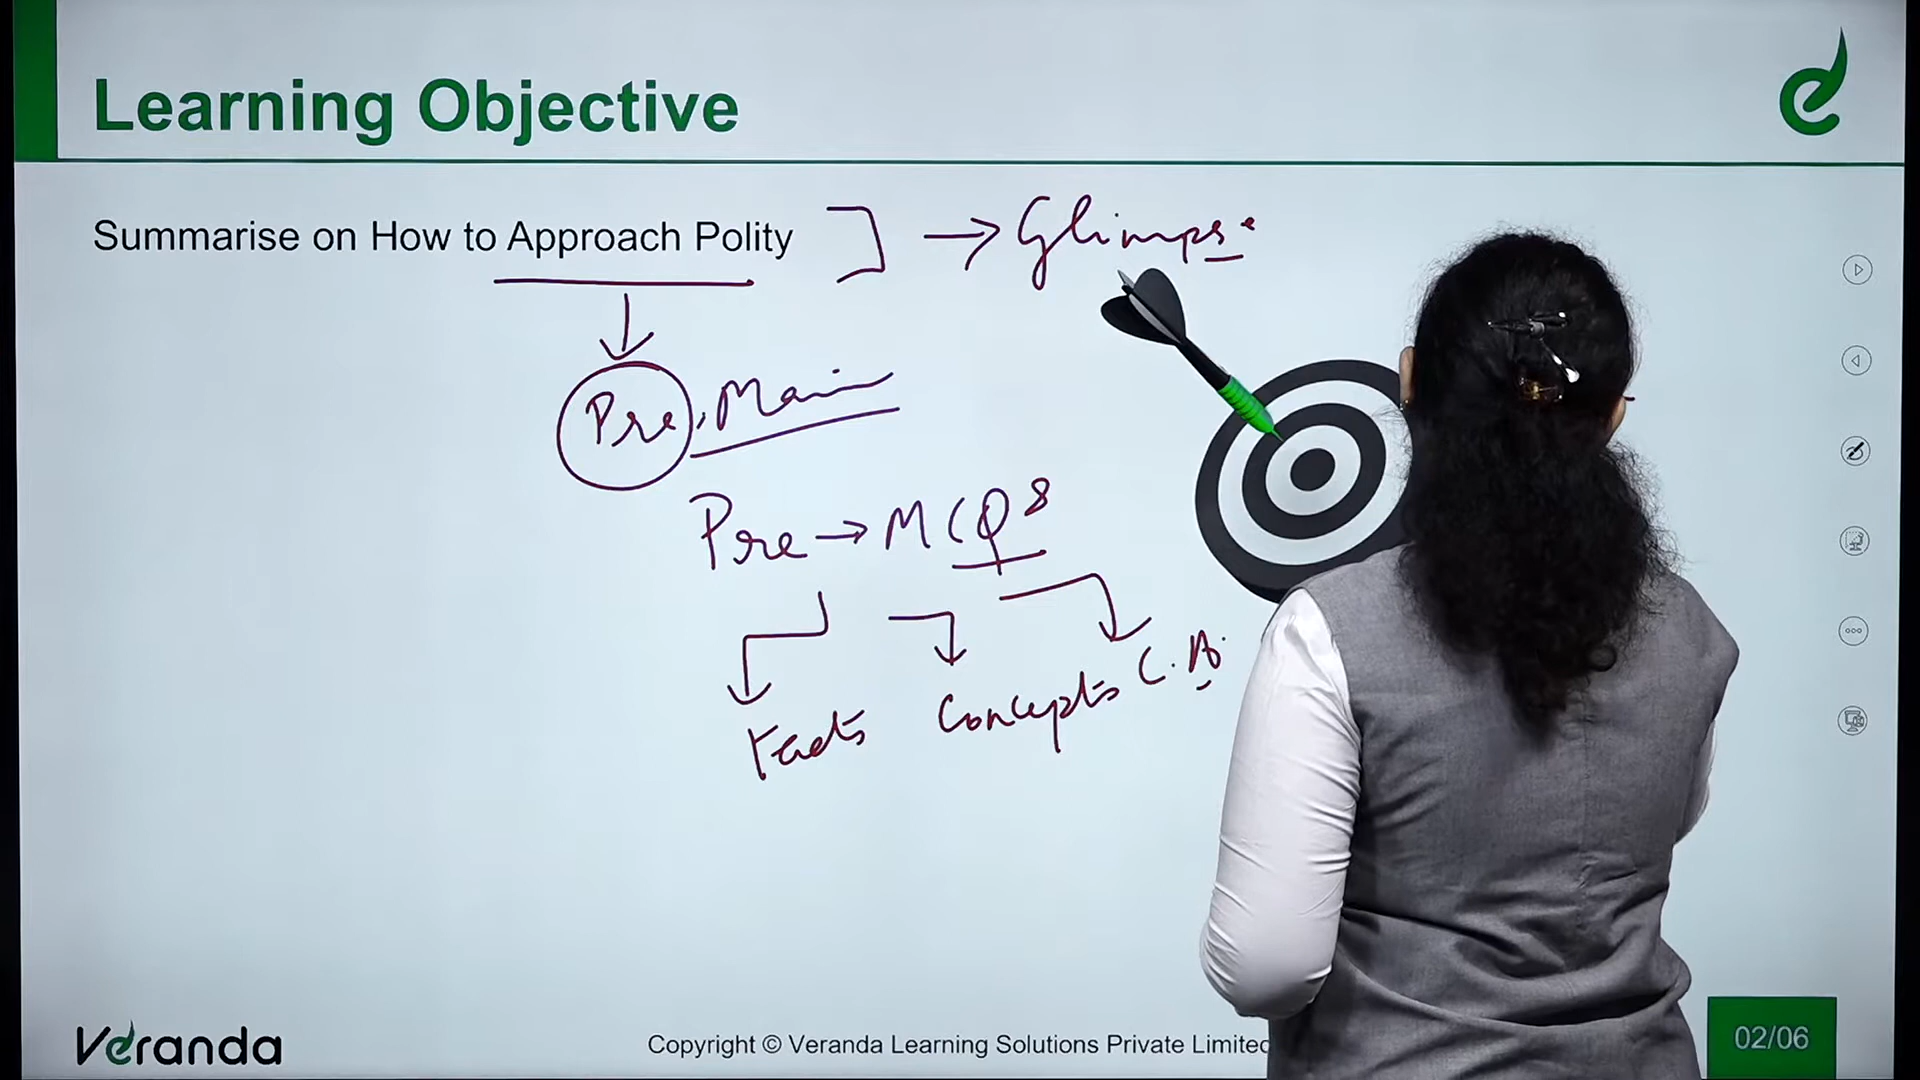 Learning Objective
Summarise on How to Approach Polity → Glimpse
Pre, Main
Pre → MCQs
Facts Concepts C.A.
Veranda
Copyright © Veranda Learning Solutions Private Limited
02/06